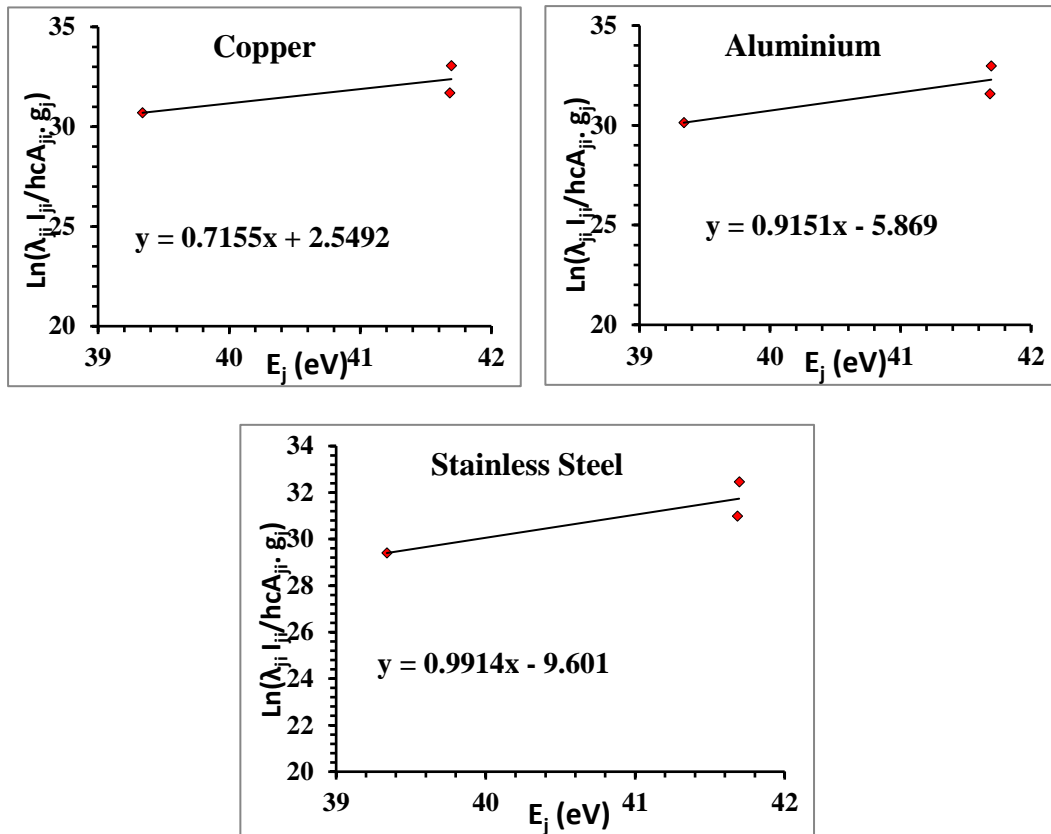 Copper
35
30
25
20
Ln(λji Iji/hcAji. gj)
y = 0.7155x + 2.5492
39 40 41 42
Ej (eV)
Aluminium
35
30
25
20
Ln(λji Iji/hcAji. gj)
y = 0.9151x - 5.869
39 40 41 42
Ej (eV)
Stainless Steel
34
32
30
28
26
24
22
20
Ln(λji Iji/hcAji. gj)
y = 0.9914x - 9.601
39 40 41 42
Ej (eV)